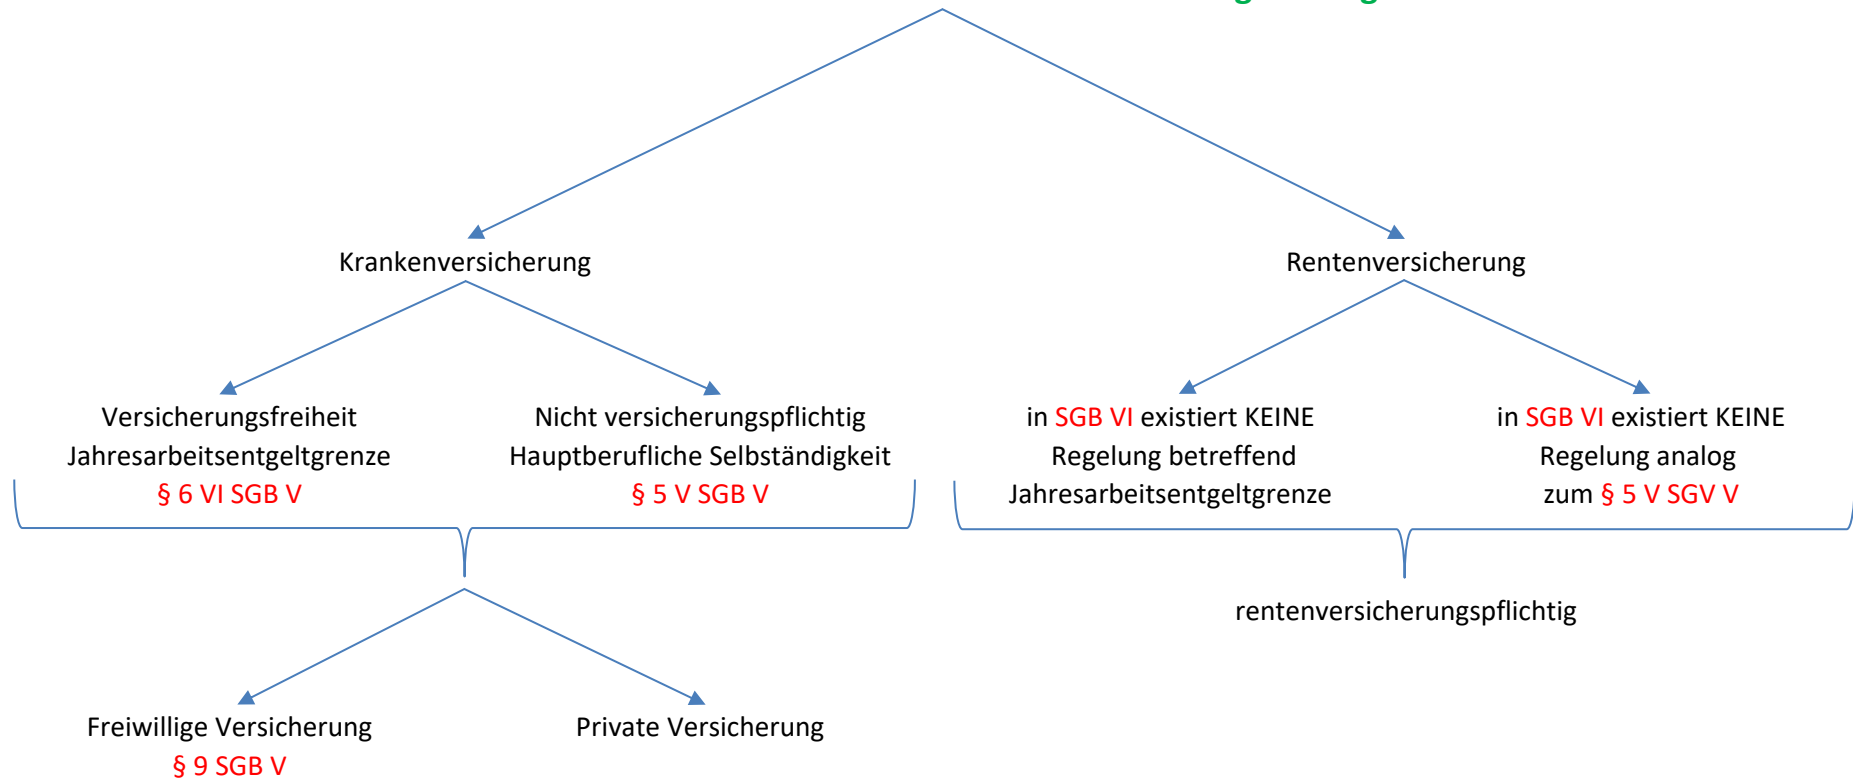 Krankenversicherung
Rentenversicherung
Versicherungsfreiheit
Jahresarbeitsentgeltgrenze
§ 6 VI SGB V
Nicht versicherungspflichtig
Hauptberufliche Selbständigkeit
§ 5 V SGB V
in SGB VI existiert KEINE
Regelung betreffend
Jahresarbeitsentgeltgrenze
in SGB VI existiert KEINE
Regelung analog
zum § 5 V SGV V
rentenversicherungspflichtig
Freiwillige Versicherung
§ 9 SGB V
Private Versicherung